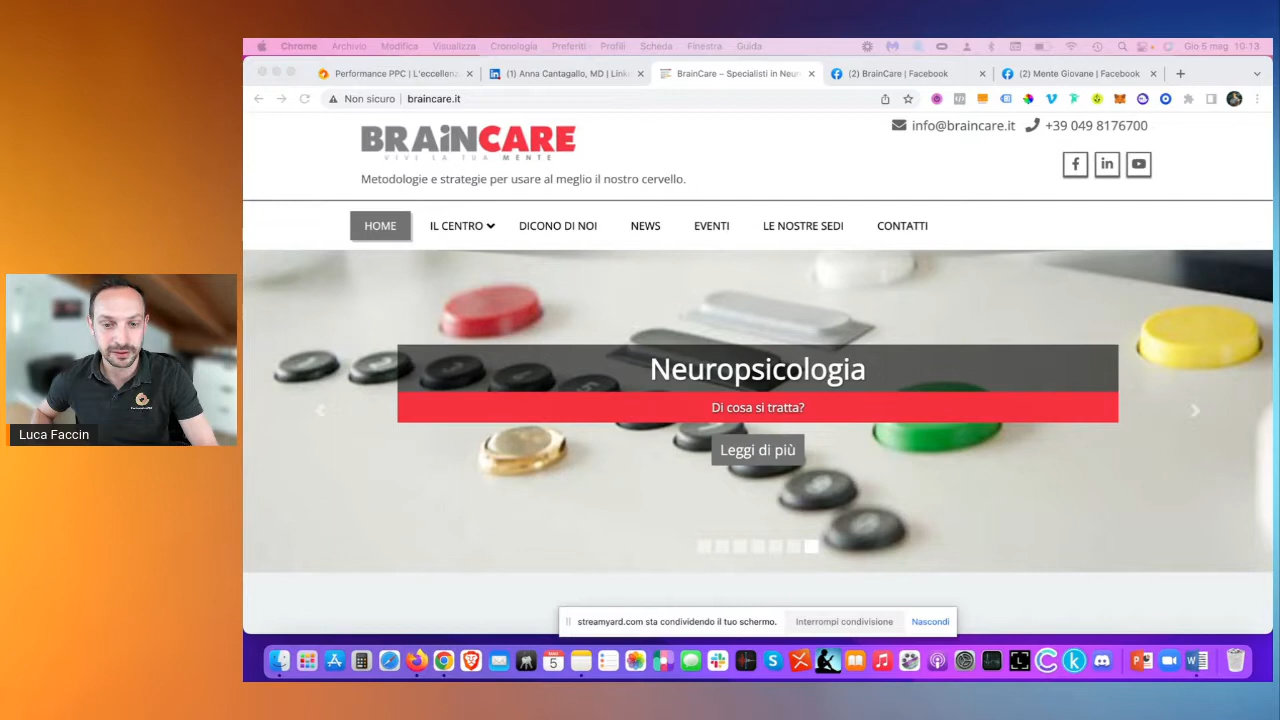 Chrome Archivio Modifica Visualizza Cronologia Preferiti Profili Scheda Finestra Guida Gio 5 mag 10:13
Performance PPC | L'eccellenz (1) Anna Cantagallo, MD | Link BrainCare – Specialisti in Neur (2) BrainCare | Facebook (2) Mente Giovane | Facebook
Non sicuro braincare.it
info@braincare.it +39 049 8176700
BRAiNCARE
VIVE LA TUA MENTE
Metodologie e strategie per usare al meglio il nostro cervello.
HOME IL CENTRO DICONO DI NOI NEWS EVENTI LE NOSTRE SEDI CONTATTI
Neuropsicologia
Di cosa si tratta?
Leggi di più
Luca Faccin
streamyard.com sta condividendo il tuo schermo. Interrompi condivisione Nascondi